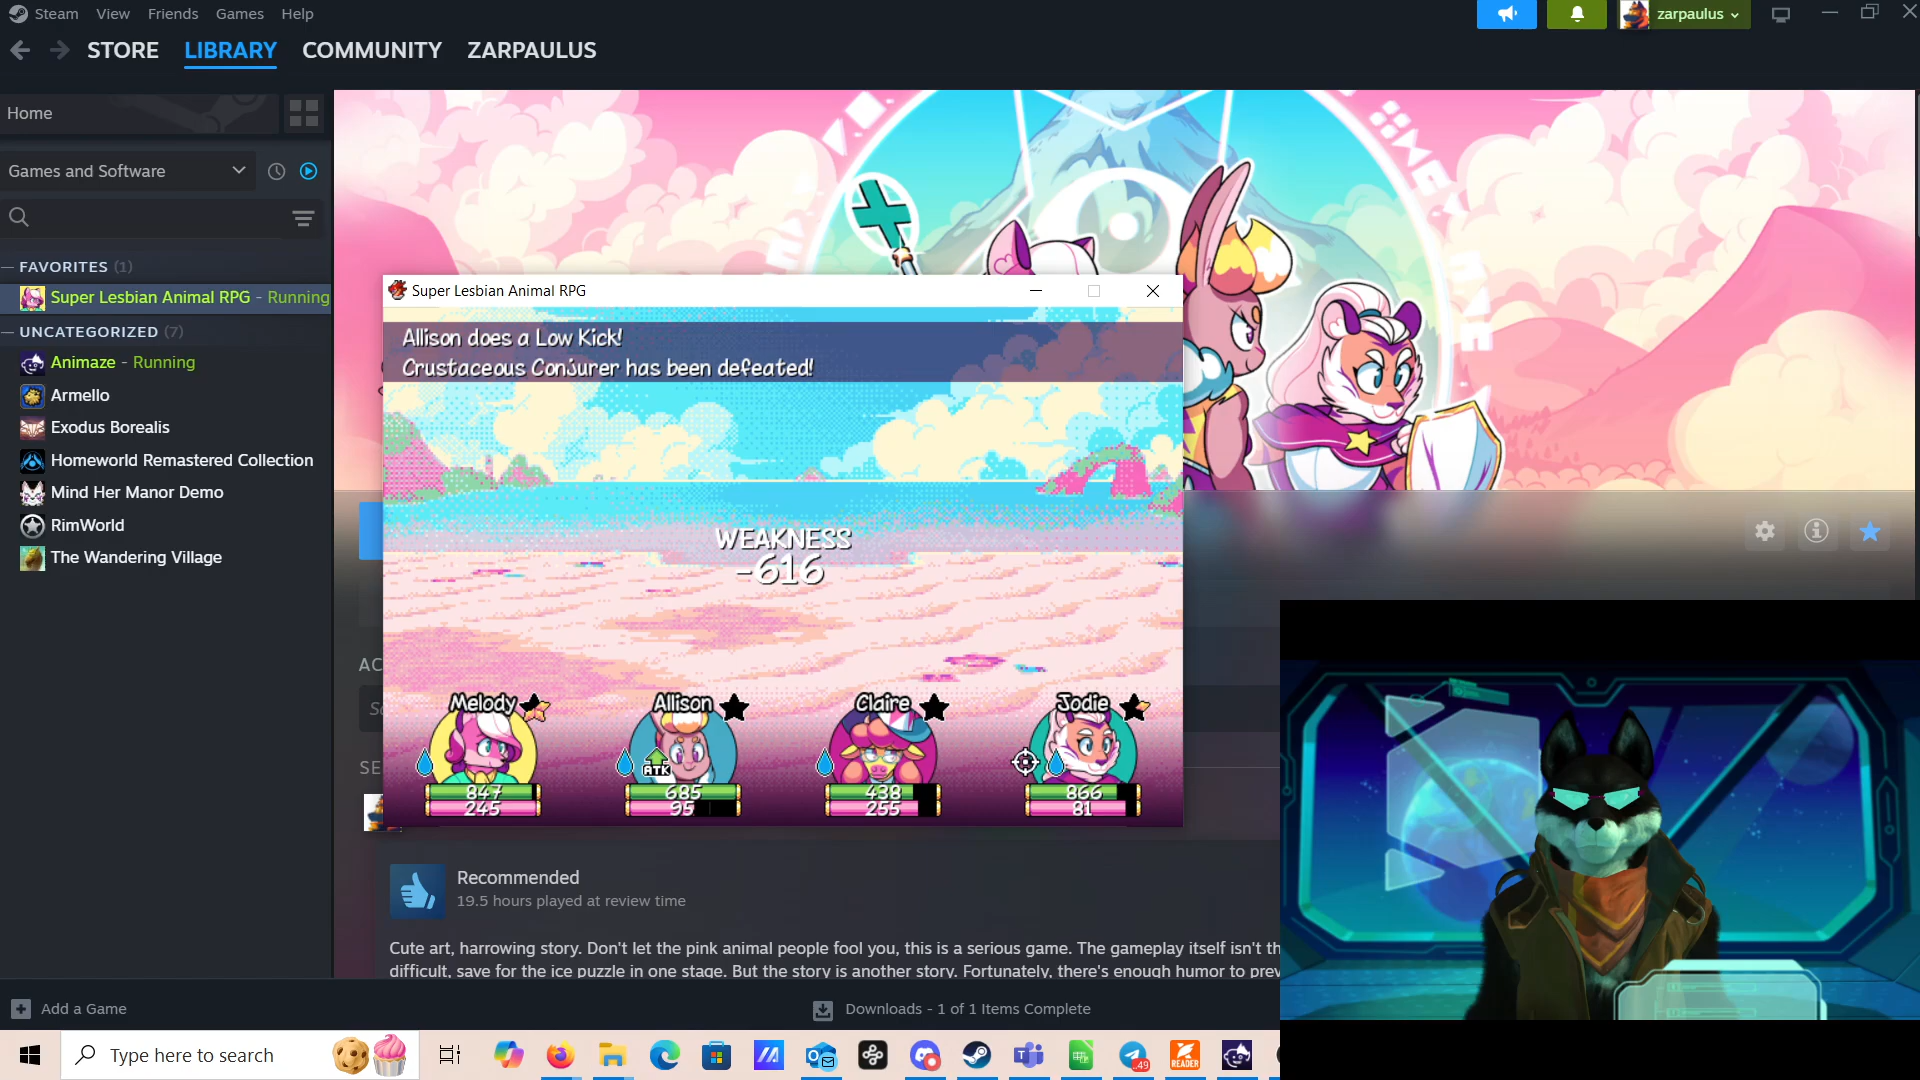 Steam View Friends Games Help
zarpaulus
STORE LIBRARY COMMUNITY ZARPAULUS
Home
Games and Software
FAVORITES (1)
Super Lesbian Animal RPG - Running
UNCATEGORIZED (7)
Animaze - Running
Armello
Exodus Borealis
Homeworld Remastered Collection
Mind Her Manor Demo
RimWorld
The Wandering Village
Super Lesbian Animal RPG
Allison does a Low Kick!
Crustaceous Conjurer has been defeated!
WEAKNESS
-616
Melody Allison Claire Jodie
ATK
847 685 438 866
245 95 255 81
AC
SE
Recommended
19.5 hours played at review time
Cute art, harrowing story. Don't let the pink animal people fool you, this is a serious game. The gameplay itself isn't th
difficult, save for the ice puzzle in one stage. But the story is another story. Fortunately, there's enough humor to prev
Add a Game
Downloads - 1 of 1 Items Complete
Type here to search
READER